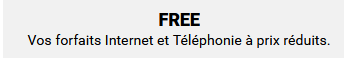 FREE
Vos forfaits Internet et Téléphonie à prix réduits.